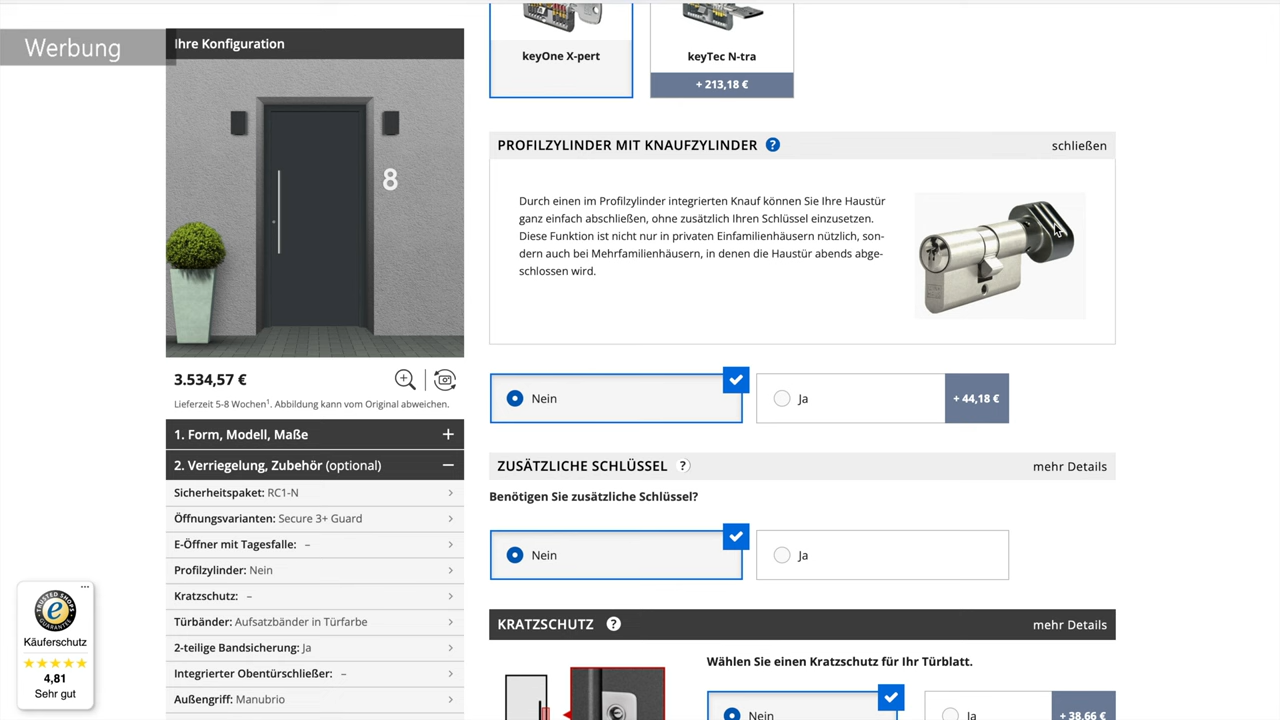 Werbung
Ihre Konfiguration
8
3.534,57 €
Lieferzeit 5-8 Wochen¹. Abbildung kann vom Original abweichen.
1. Form, Modell, Maße +
2. Verriegelung, Zubehör (optional) −
Sicherheitspaket: RC1-N
Öffnungsvarianten: Secure 3+ Guard
E-Öffner mit Tagesfalle: –
Profilzylinder: Nein
Kratzschutz: –
Türbänder: Aufsatzbänder in Türfarbe
2-teilige Bandsicherung: Ja
Integrierter Obentürschließer: –
Außengriff: Manubrio
TRUSTED SHOPS
GUARANTEE
e
Käuferschutz
4,81
Sehr gut
keyOne X-pert
keyTec N-tra
+ 213,18 €
PROFILZYLINDER MIT KNAUFZYLINDER ?
schließen
Durch einen im Profilzylinder integrierten Knauf können Sie Ihre Haustür
ganz einfach abschließen, ohne zusätzlich Ihren Schlüssel einzusetzen.
Diese Funktion ist nicht nur in privaten Einfamilienhäusern nützlich, son-
dern auch bei Mehrfamilienhäusern, in denen die Haustür abends abge-
schlossen wird.
Nein
Ja
+ 44,18 €
ZUSÄTZLICHE SCHLÜSSEL ?
mehr Details
Benötigen Sie zusätzliche Schlüssel?
Nein
Ja
KRATZSCHUTZ ?
mehr Details
Wählen Sie einen Kratzschutz für Ihr Türblatt.
Nein
Ja
+ 38,66 €